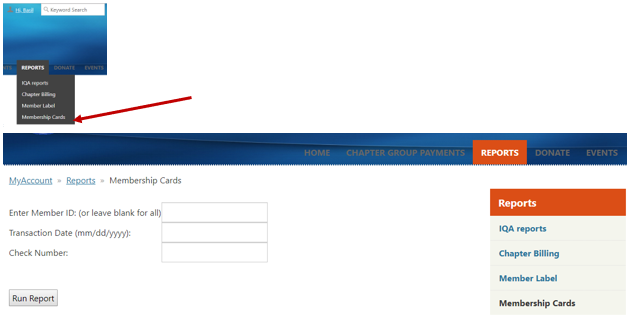 Hi, Basil
Keyword Search
REPORTS DONATE EVENTS
IQA reports
Chapter Billing
Member Label
Membership Cards
HOME CHAPTER GROUP PAYMENTS REPORTS DONATE EVENTS
MyAccount » Reports » Membership Cards
Reports
Enter Member ID: (or leave blank for all)
Transaction Date (mm/dd/yyyy):
Check Number:
Run Report
IQA reports
Chapter Billing
Member Label
Membership Cards